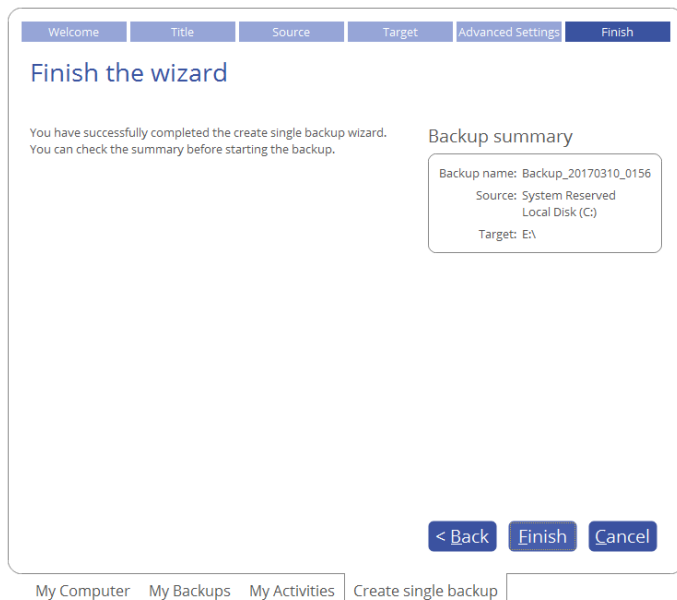 Welcome Title Source Target Advanced Settings Finish
Finish the wizard
You have successfully completed the create single backup wizard.
You can check the summary before starting the backup.
Backup summary
Backup name: Backup_20170310_0156
Source: System Reserved
Local Disk (C:)
Target: E:\
< Back Finish Cancel
My Computer My Backups My Activities Create single backup